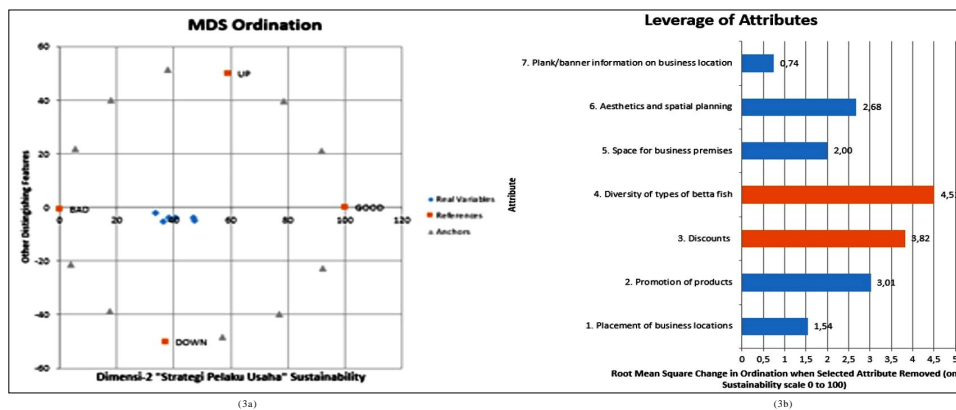 MDS Ordination
60
40
20
0
-20
-40
-60
UP
BAD
GOOD
DOWN
0 20 40 60 80 100 120
Other Distingishing Features
Real Variables
References
Anchors
Dimensi-2 "Strategi Pelaku Usaha" Sustainability
(3a)
Leverage of Attributes
Attribute
7. Plank/banner information on business location
0,74
6. Aesthetics and spatial planning
2,68
5. Space for business premises
2,00
4. Diversity of types of betta fish
4,51
3. Discounts
3,82
2. Promotion of products
3,01
1. Placement of business locations
1,54
0 0,5 1 1,5 2 2,5 3 3,5 4 4,5 5
Root Mean Square Change in Ordination when Selected Attribute Removed (on
Sustainability scale 0 to 100)
(3b)